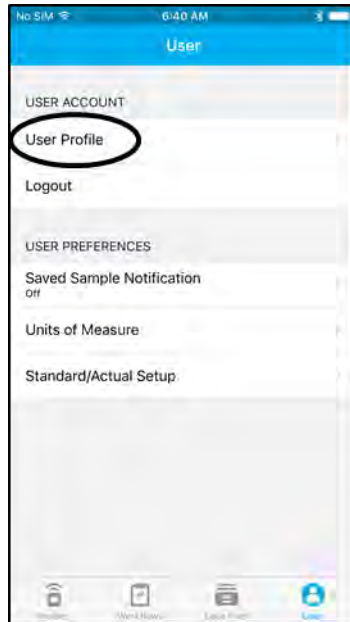 No SIM 6:40 AM
User
USER ACCOUNT
User Profile
Logout
USER PREFERENCES
Saved Sample Notification
Off
Units of Measure
Standard/Actual Setup
User